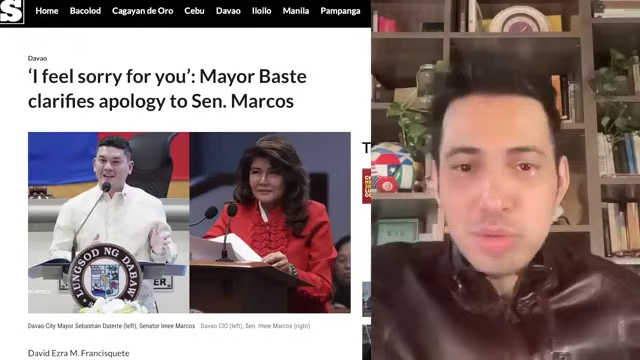 S
Home Bacolod Cagayan de Oro Cebu Davao Iloilo Manila Pampanga
Davao
‘I feel sorry for you’: Mayor Baste
clarifies apology to Sen. Marcos
LUNGSOD NG DABAW
Davao City Mayor Sebastian Duterte (left), Senator Imee Marcos Davao CIO (left), Sen. Imee Marcos (right)
David Ezra M. Francisquete
T